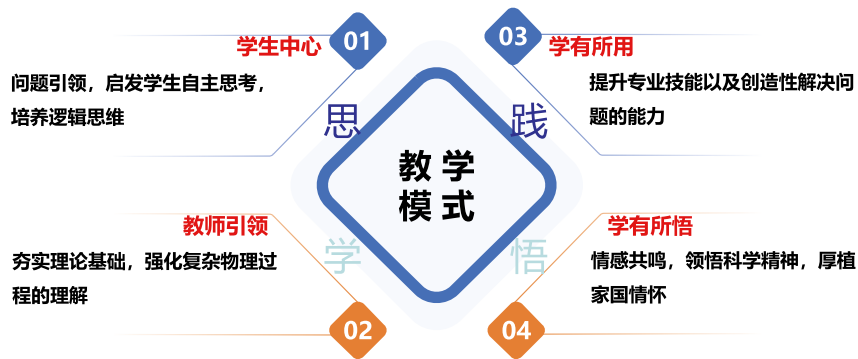 学生中心
01
问题引领，启发学生自主思考，
培养逻辑思维
思
03
学有所用
提升专业技能以及创造性解决问
题的能力
践
教 学
模 式
教师引领
夯实理论基础，强化复杂物理过
程的理解
学
02
学有所悟
情感共鸣，领悟科学精神，厚植
家国情怀
悟
04